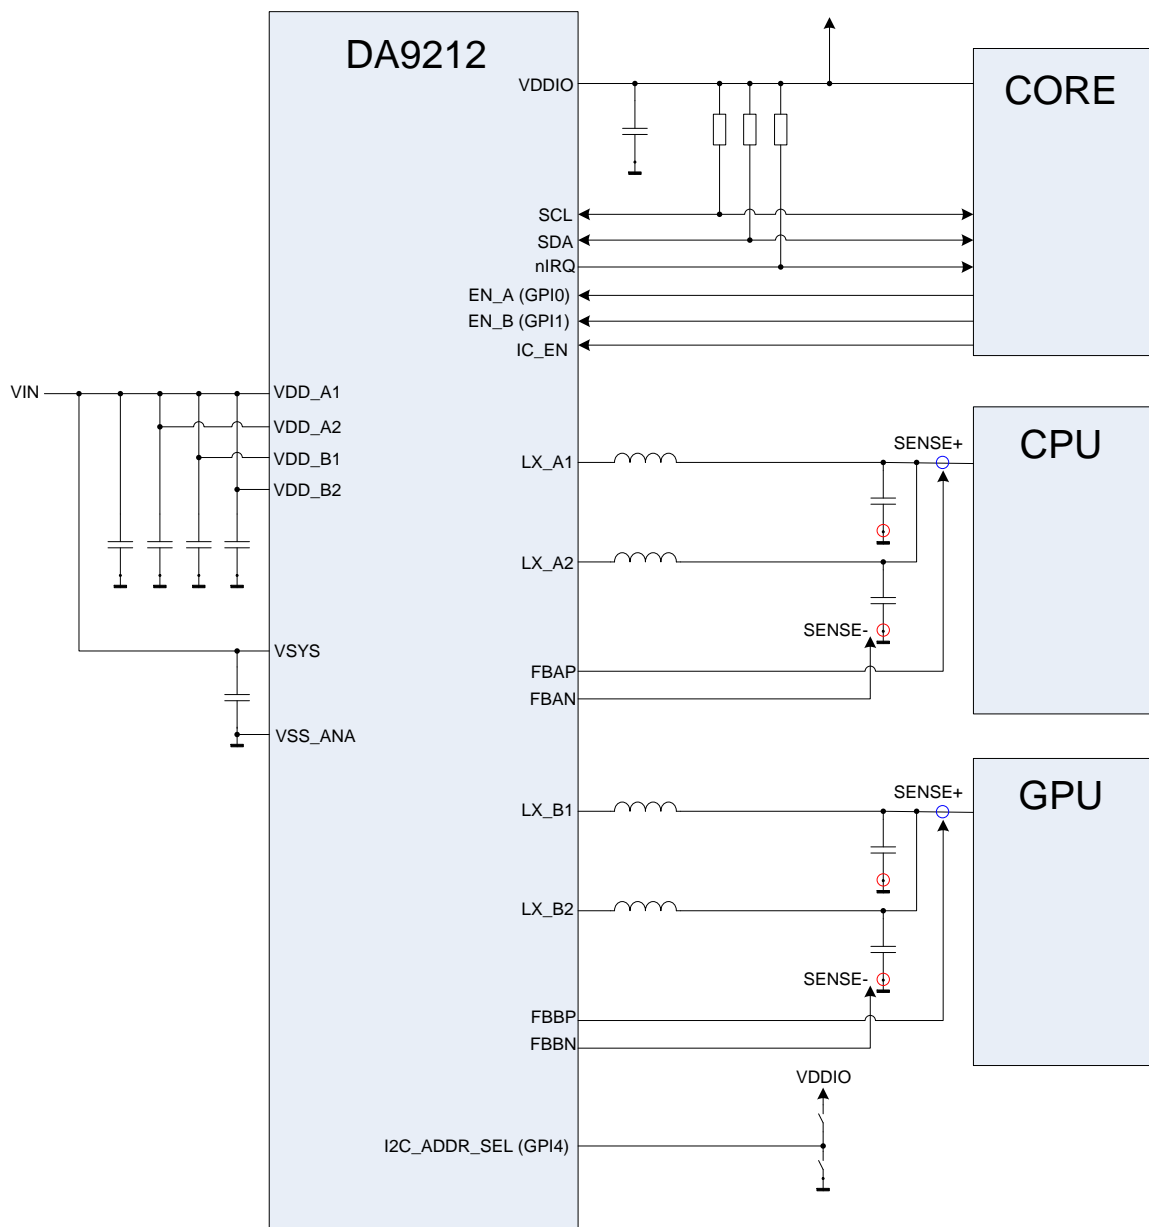 DA9212
VDDIO
CORE
SCL
SDA
nIRQ
EN_A (GPI0)
EN_B (GPI1)
IC_EN
VIN
VDD_A1
VDD_A2
VDD_B1
VDD_B2
SENSE+
CPU
LX_A1
LX_A2
SENSE-
VSYS
FBAP
FBAN
VSS_ANA
SENSE+
GPU
LX_B1
LX_B2
SENSE-
FBBP
FBBN
VDDIO
I2C_ADDR_SEL (GPI4)